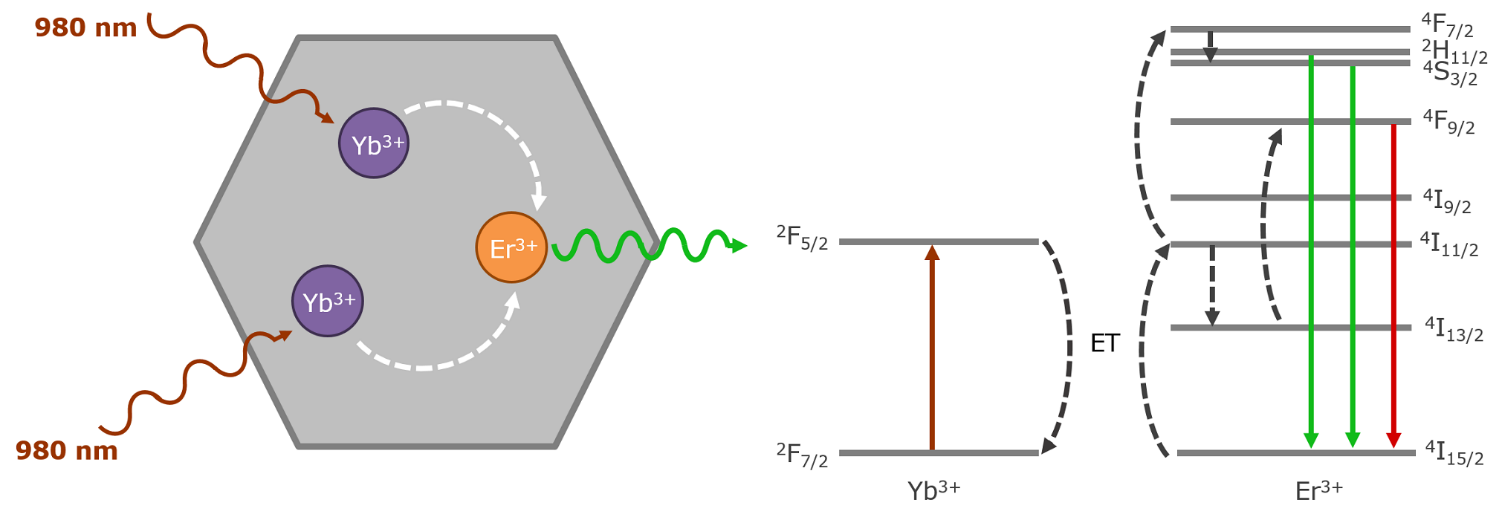 980 nm
Yb³⁺
Er³⁺
Yb³⁺
980 nm
²F₅/₂
²F₇/₂
Yb³⁺
ET
⁴F₇/₂
²H₁₁/₂
⁴S₃/₂
⁴F₉/₂
⁴I₉/₂
⁴I₁₁/₂
⁴I₁₃/₂
⁴I₁₅/₂
Er³⁺